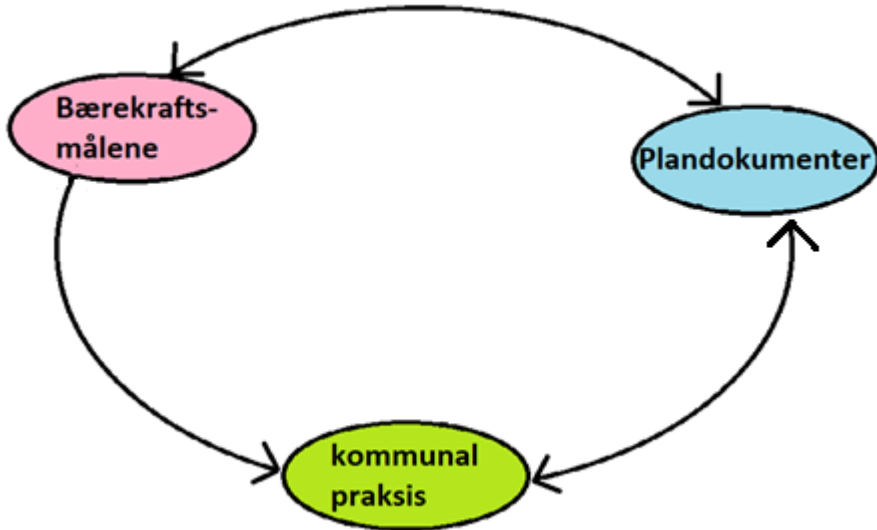 Bærekrafts-
målene
Plandokumenter
kommunal
praksis